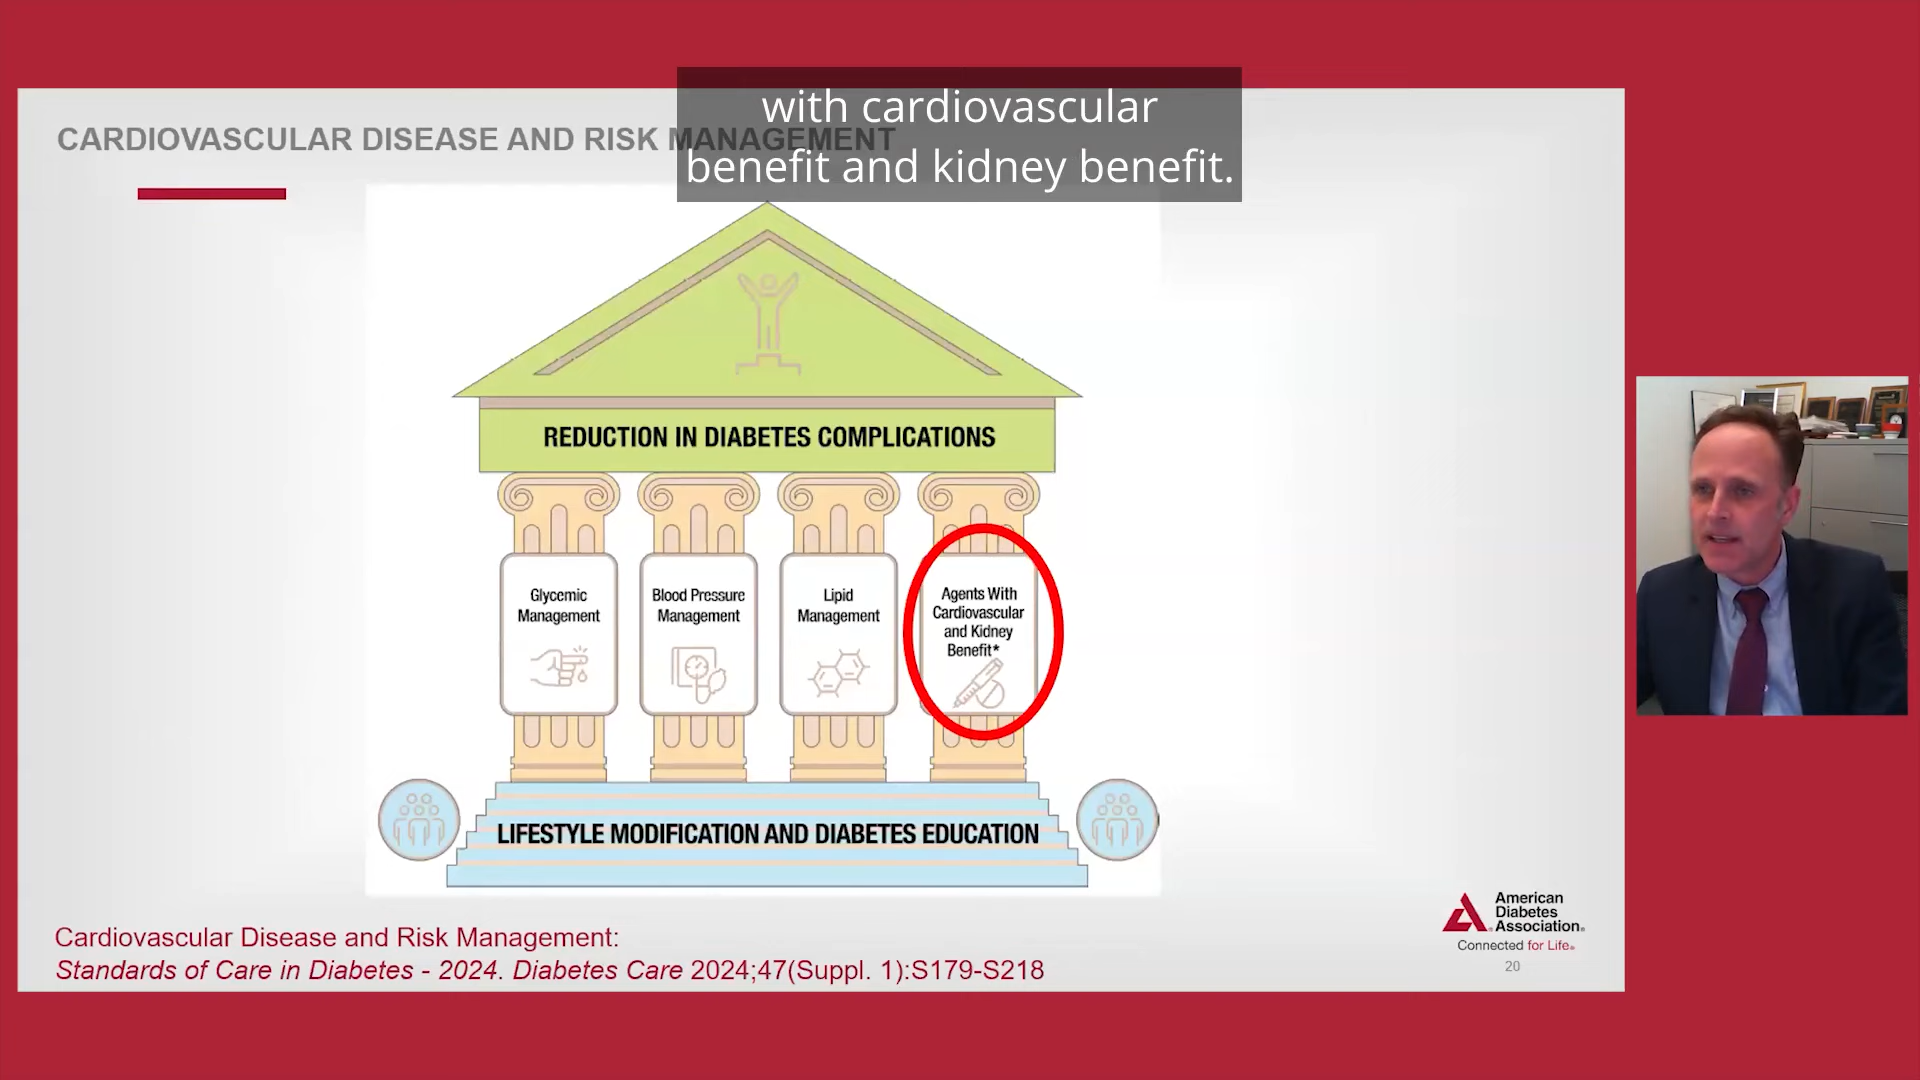 with cardiovascular
benefit and kidney benefit.
CARDIOVASCULAR DISEASE AND RISK MANAGEMENT
REDUCTION IN DIABETES COMPLICATIONS
Glycemic
Management
Blood Pressure
Management
Lipid
Management
Agents With
Cardiovascular
and Kidney
Benefit*
LIFESTYLE MODIFICATION AND DIABETES EDUCATION
Cardiovascular Disease and Risk Management:
Standards of Care in Diabetes - 2024. Diabetes Care 2024;47(Suppl. 1):S179-S218
American
Diabetes
Association®
Connected for Life®
20